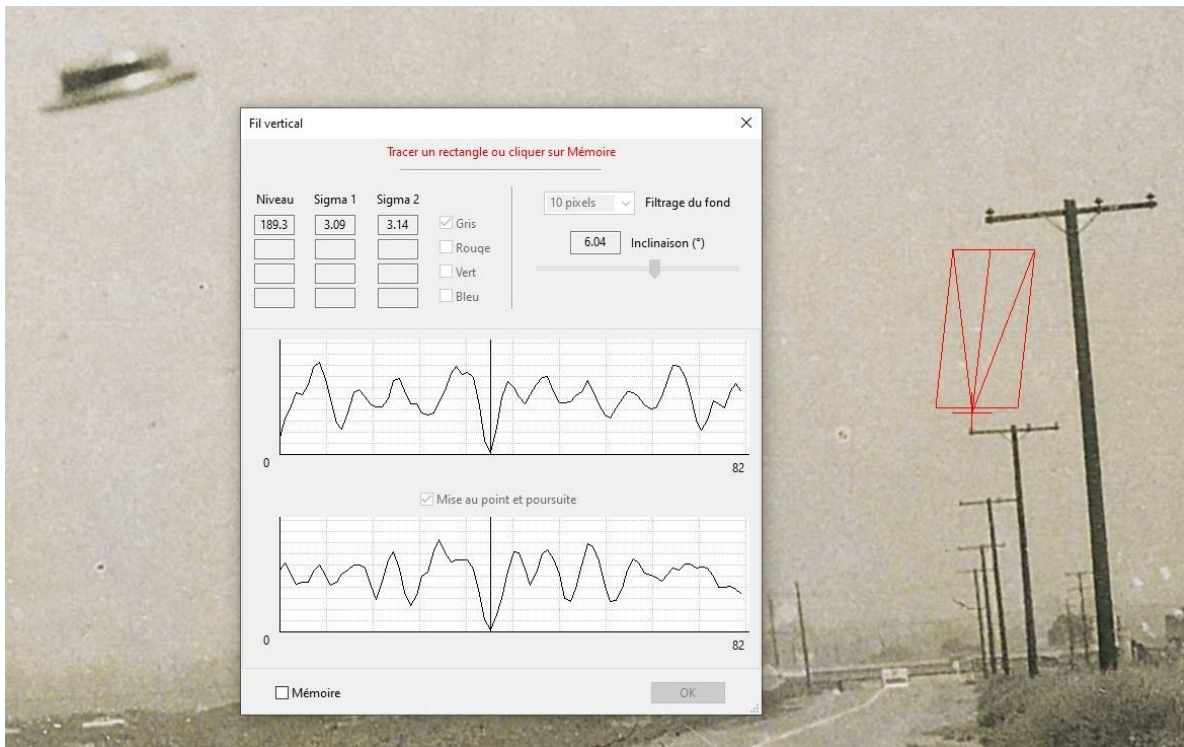 Fil vertical
Tracer un rectangle ou cliquer sur Mémoire
Niveau Sigma 1 Sigma 2
10 pixels Filtrage du fond
189.3 3.09 3.14 Gris
6.04 Inclinaison (°)
Rouge
Vert
Bleu
0 82
Mise au point et poursuite
0 82
Mémoire OK